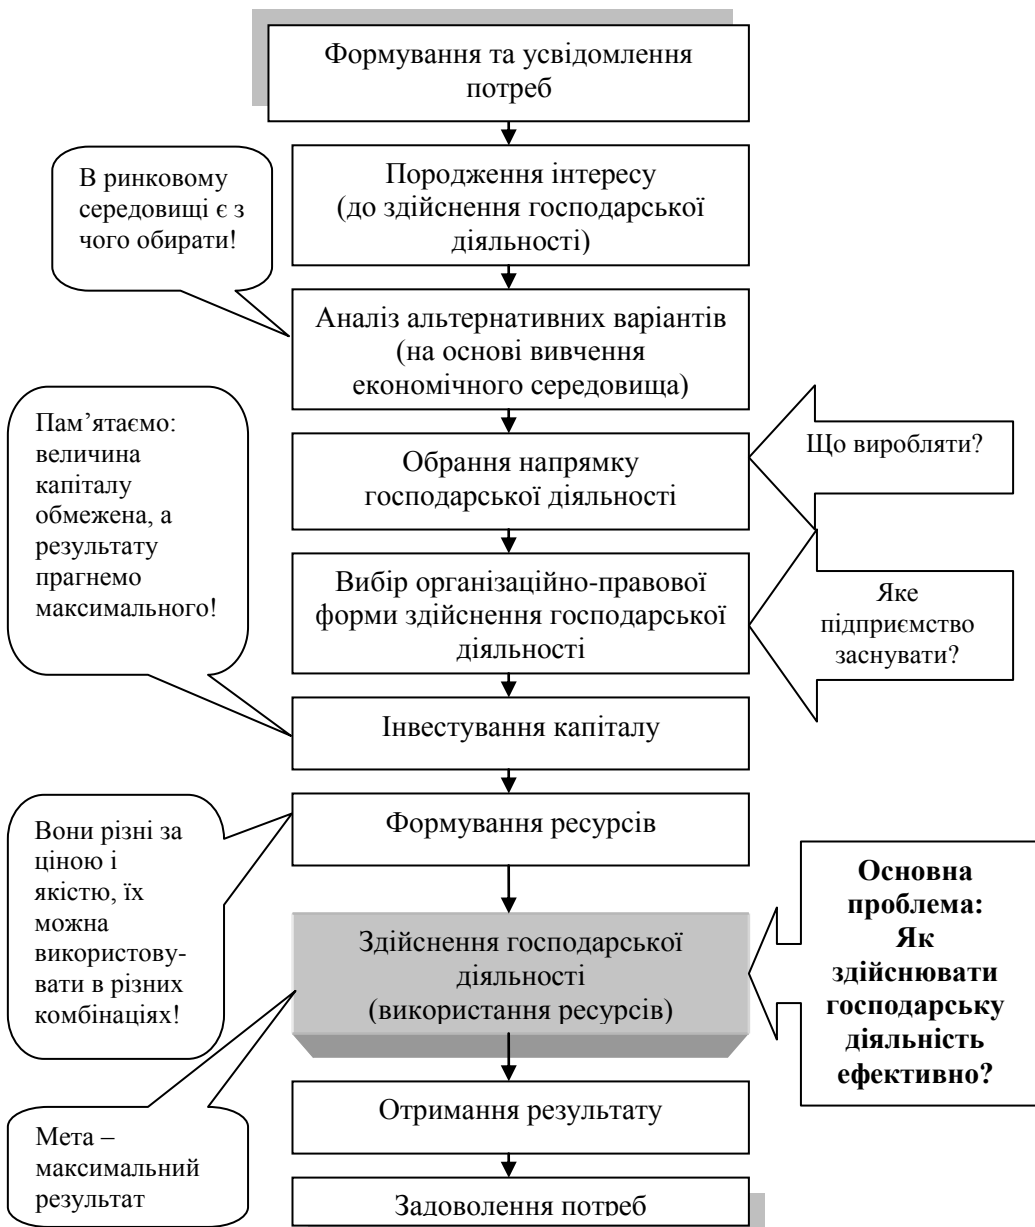 Формування та усвідомлення
потреб
Породження інтересу
(до здійснення господарської
діяльності)
В ринковому
середовищі є з
чого обирати!
Аналіз альтернативних варіантів
(на основі вивчення
економічного середовища)
Пам’ятаємо:
величина
капіталу
обмежена, а
результату
прагнемо
максимального!
Обрання напрямку
господарської діяльності
Що виробляти?
Вибір організаційно-правової
форми здійснення господарської
діяльності
Яке
підприємство
заснувати?
Інвестування капіталу
Формування ресурсів
Вони різні за
ціною і
якістю, їх
можна
використову-
вати в різних
комбінаціях!
Здійснення господарської
діяльності
(використання ресурсів)
Основна
проблема:
Як
здійснювати
господарську
діяльність
ефективно?
Отримання результату
Мета –
максимальний
результат
Задоволення потреб